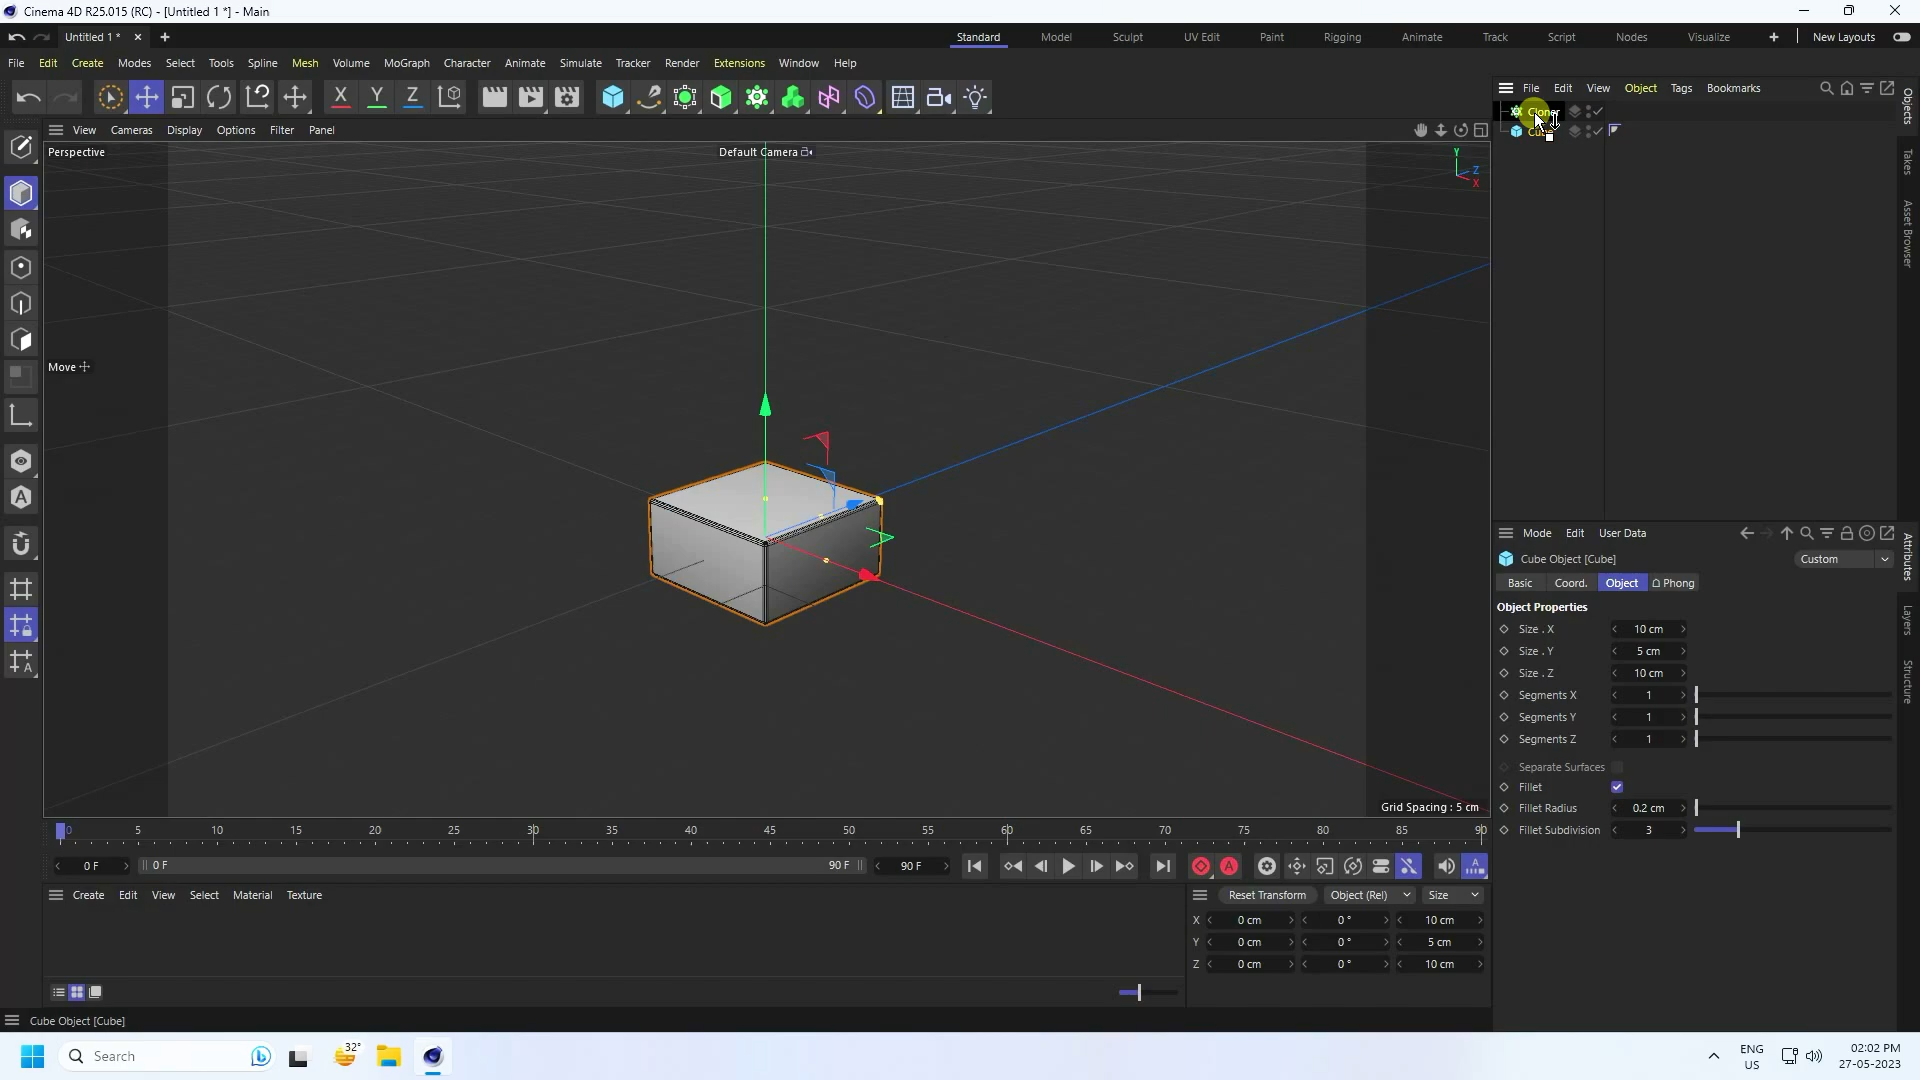 Cinema 4D R25.015 (RC) - [Untitled 1 *] - Main
Untitled 1 *
Standard Model Sculpt UV Edit Paint Rigging Animate Track Script Nodes Visualize New Layouts
File Edit Create Modes Select Tools Spline Mesh Volume MoGraph Character Animate Simulate Tracker Render Extensions Window Help
X Y Z
File Edit View Object Tags Bookmarks
Cloner
Cube
Objects
Takes
Asset Browser
View Cameras Display Options Filter Panel
Perspective
Default Camera
Y
Z
X
Move
Grid Spacing : 5 cm
Mode Edit User Data
Cube Object [Cube]
Custom
Basic Coord. Object Phong
Object Properties
Size . X 10 cm
Size . Y 5 cm
Size . Z 10 cm
Segments X 1
Segments Y 1
Segments Z 1
Separate Surfaces
Fillet
Fillet Radius 0.2 cm
Fillet Subdivision 3
Attributes
Layers
Structure
0 5 10 15 20 25 30 35 40 45 50 55 60 65 70 75 80 85 90
0 F 0 F 90 F 90 F
Create Edit View Select Material Texture
Reset Transform Object (Rel) Size
X 0 cm 0 ° 10 cm
Y 0 cm 0 ° 5 cm
Z 0 cm 0 ° 10 cm
Cube Object [Cube]
Search
32°
ENG
US
02:02 PM
27-05-2023